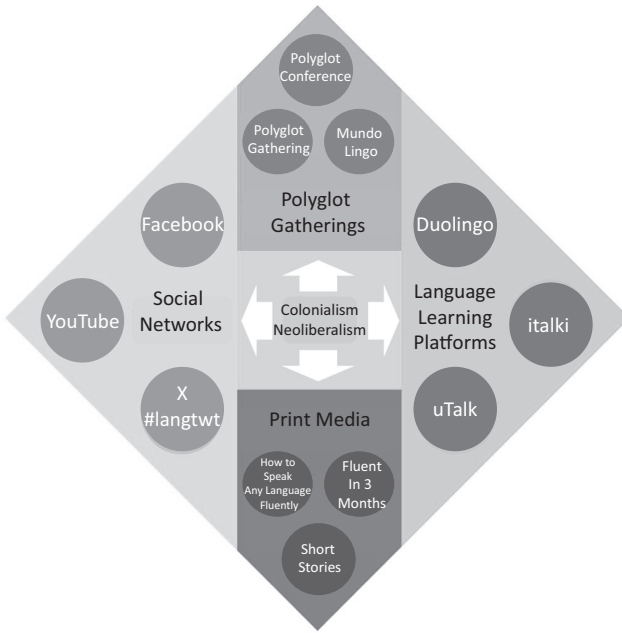 Polyglot
Conference
Polyglot
Gathering
Mundo
Lingo
Polyglot
Gatherings
Facebook
YouTube
Social
Networks
X
#langtwt
Colonialism
Neoliberalism
Duolingo
Language
Learning
Platforms
italki
uTalk
Print Media
How to
Speak
Any Language
Fluently
Fluent
In 3
Months
Short
Stories